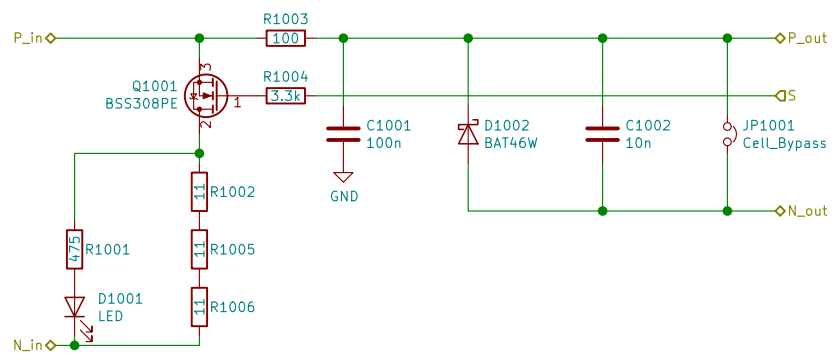 R1003
P_in
100
P_out
3
Q1001
BSS308PE
R1004
3.3k
1
S
2
C1001
100n
D1002
BAT46W
C1002
10n
JP1001
Cell_Bypass
GND
11
R1002
N_out
475
R1001
11
R1005
D1001
LED
11
R1006
N_in